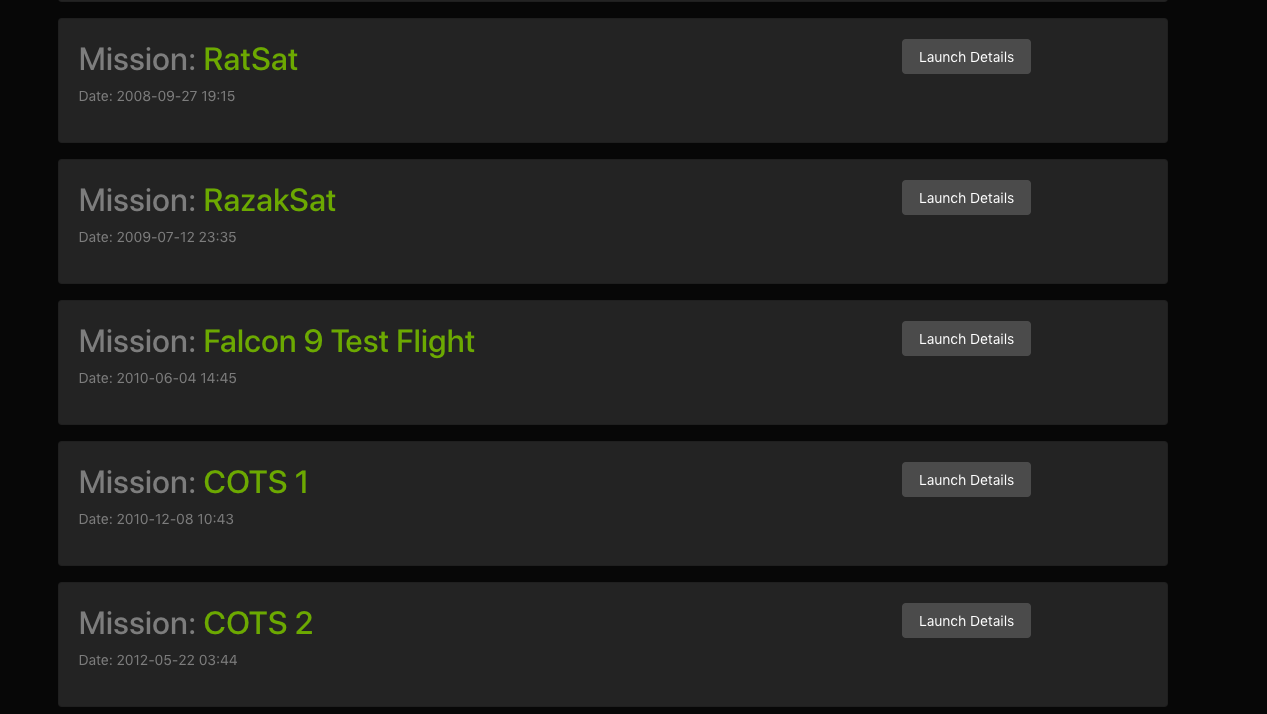 Mission: RatSat
Launch Details
Date: 2008-09-27 19:15
Mission: RazakSat
Launch Details
Date: 2009-07-12 23:35
Mission: Falcon 9 Test Flight
Launch Details
Date: 2010-06-04 14:45
Mission: COTS 1
Launch Details
Date: 2010-12-08 10:43
Mission: COTS 2
Launch Details
Date: 2012-05-22 03:44